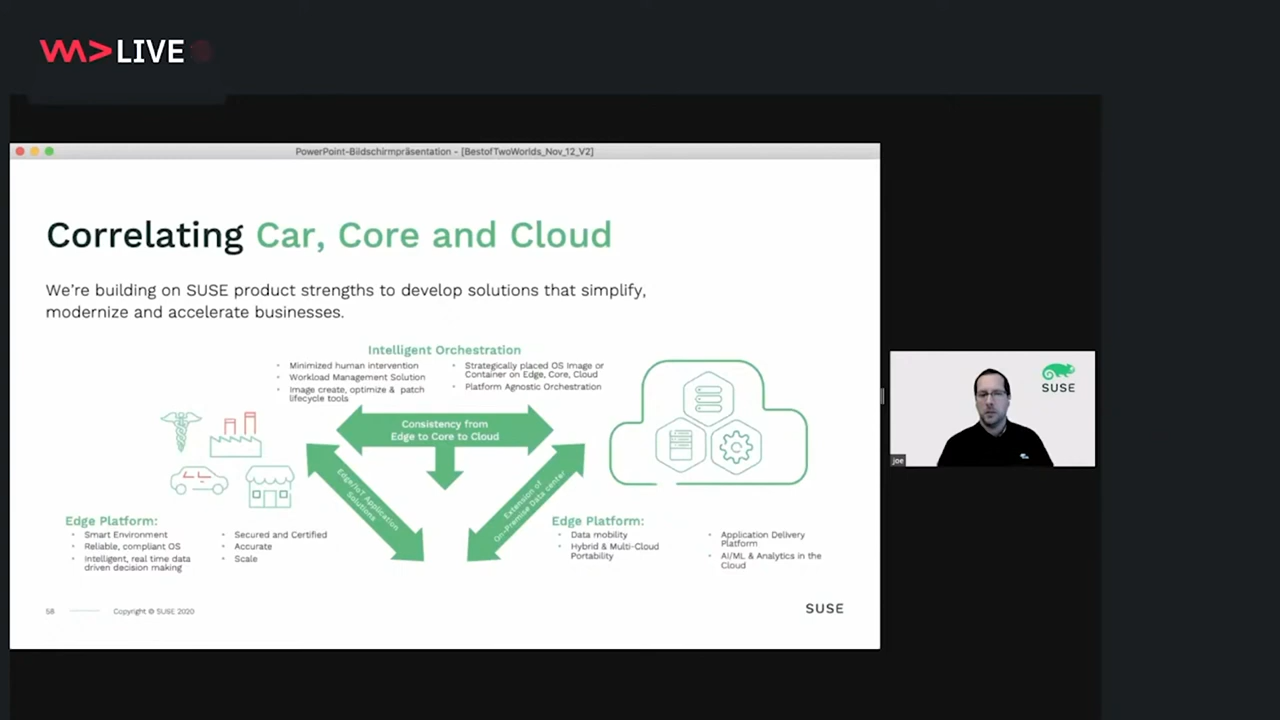 LIVE
PowerPoint-Bildschirmpräsentation - [BestofTwoWorlds_Nov_12_V2]
Correlating Car, Core and Cloud
We're building on SUSE product strengths to develop solutions that simplify,
modernize and accelerate businesses.
Intelligent Orchestration
• Minimized human intervention
• Workload Management Solution
• Image create, optimize & patch
lifecycle tools
• Strategically placed OS Image or
Container on Edge, Core, Cloud
• Platform Agnostic Orchestration
Consistency from
Edge to Core to Cloud
Edge/IoT Application
Solutions
Extension of
On-Premise Data center
Edge Platform:
• Smart Environment
• Reliable, compliant OS
• Intelligent, real time data
driven decision making
• Secured and Certified
• Accurate
• Scale
Edge Platform:
• Data mobility
• Hybrid & Multi-Cloud
Portability
• Application Delivery
Platform
• AI/ML & Analytics in the
Cloud
58
Copyright © SUSE 2020
SUSE
SUSE
joe